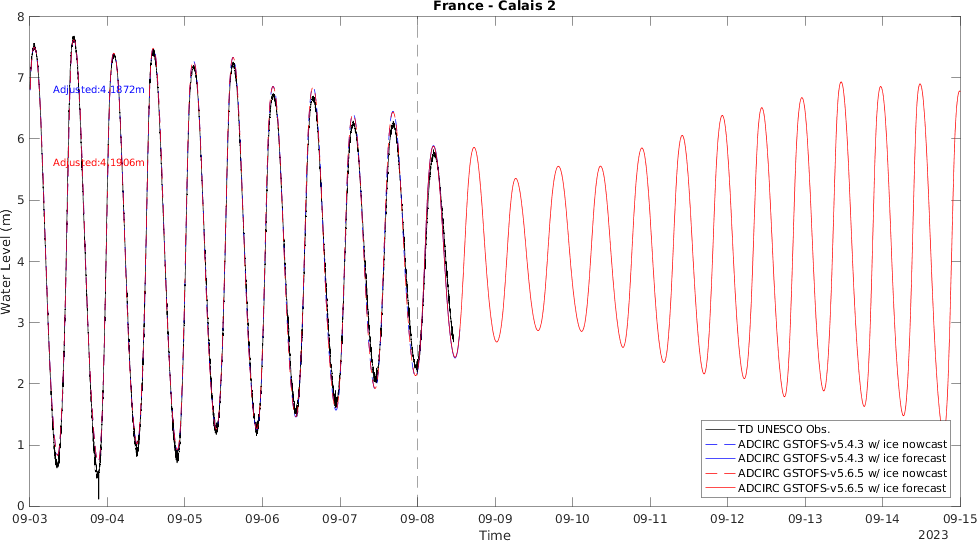 France - Calais 2
8
7
6
5
4
3
2
1
0
Water Level (m)
Adjusted:4.1872m
Adjusted:4.1906m
TD UNESCO Obs.
ADCIRC GSTOFS-v5.4.3 w/ ice nowcast
ADCIRC GSTOFS-v5.4.3 w/ ice forecast
ADCIRC GSTOFS-v5.6.5 w/ ice nowcast
ADCIRC GSTOFS-v5.6.5 w/ ice forecast
09-03 09-04 09-05 09-06 09-07 09-08 09-09 09-10 09-11 09-12 09-13 09-14 09-15
Time
2023